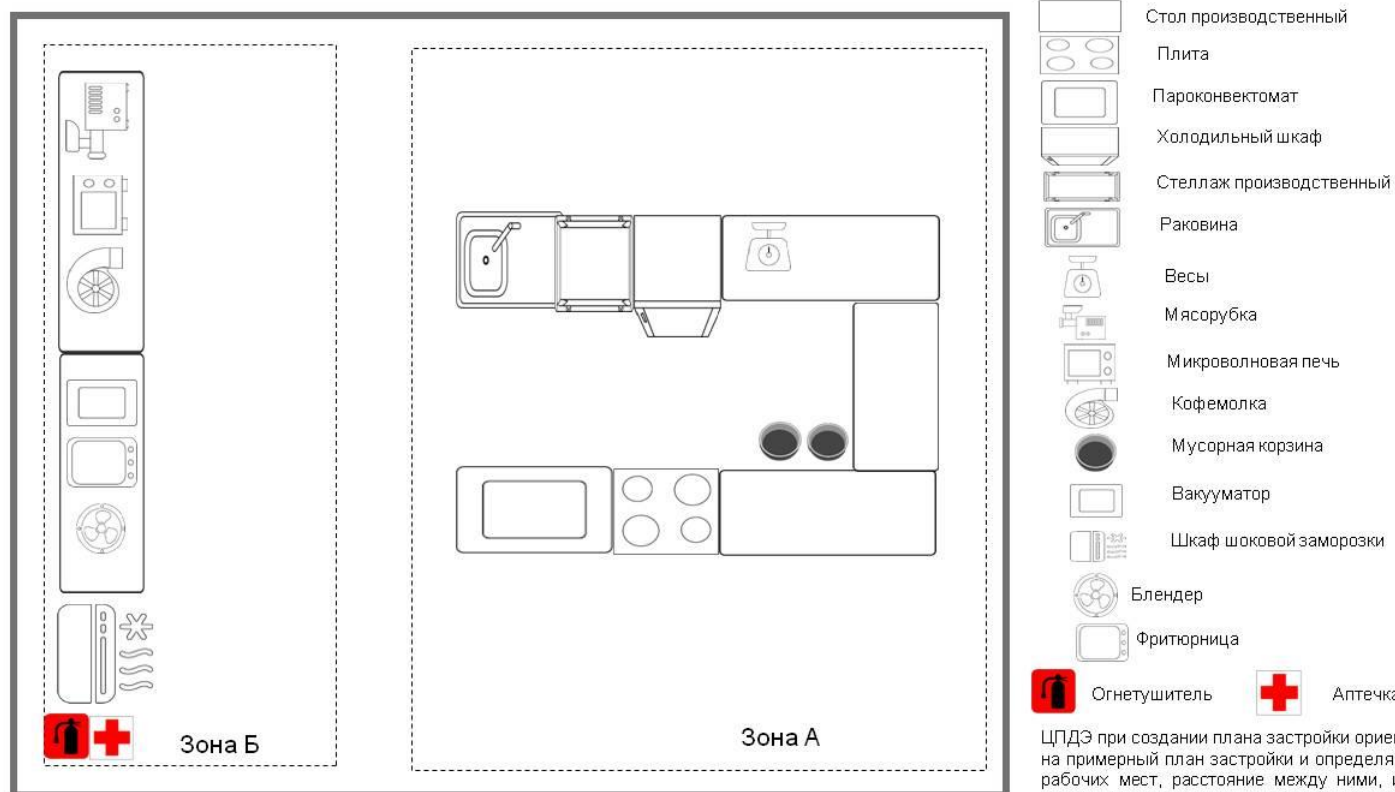 Зона Б
Зона А
Стол производственный
Плита
Пароконвектомат
Холодильный шкаф
Стеллаж производственный
Раковина
Весы
Мясорубка
Микроволновая печь
Кофемолка
Мусорная корзина
Вакууматор
Шкаф шоковой заморозки
Блендер
Фритюрница
Огнетушитель
Аптечка
ЦПДЭ при создании плана застройки
на примерный план застройки и
рабочих мест, расстояние между ними,